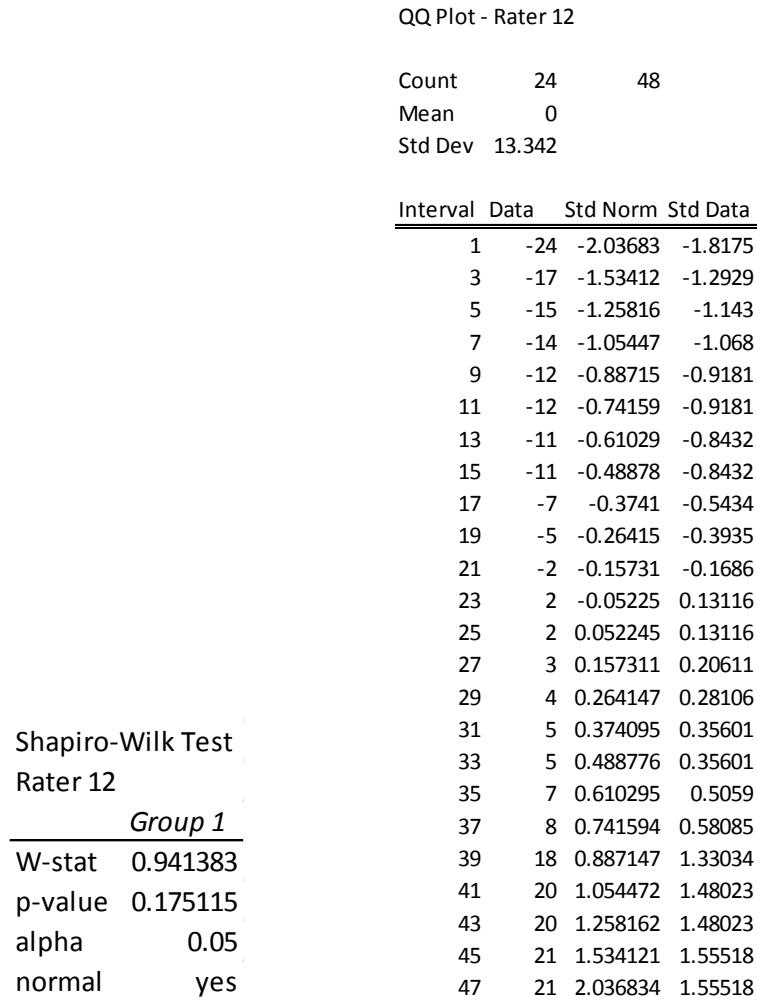 QQ Plot - Rater 12
Count 24 48
Mean 0
Std Dev 13.342
Interval Data Std Norm Std Data
1 -24 -2.03683 -1.8175
3 -17 -1.53412 -1.2929
5 -15 -1.25816 -1.143
7 -14 -1.05447 -1.068
9 -12 -0.88715 -0.9181
11 -12 -0.74159 -0.9181
13 -11 -0.61029 -0.8432
15 -11 -0.48878 -0.8432
17 -7 -0.3741 -0.5434
19 -5 -0.26415 -0.3935
21 -2 -0.15731 -0.1686
23 2 -0.05225 0.13116
25 2 0.052245 0.13116
27 3 0.157311 0.20611
29 4 0.264147 0.28106
31 5 0.374095 0.35601
33 5 0.488776 0.35601
35 7 0.610295 0.5059
37 8 0.741594 0.58085
39 18 0.887147 1.33034
41 20 1.054472 1.48023
43 20 1.258162 1.48023
45 21 1.534121 1.55518
47 21 2.036834 1.55518
Shapiro-Wilk Test
Rater 12
Group 1
W-stat 0.941383
p-value 0.175115
alpha 0.05
normal yes